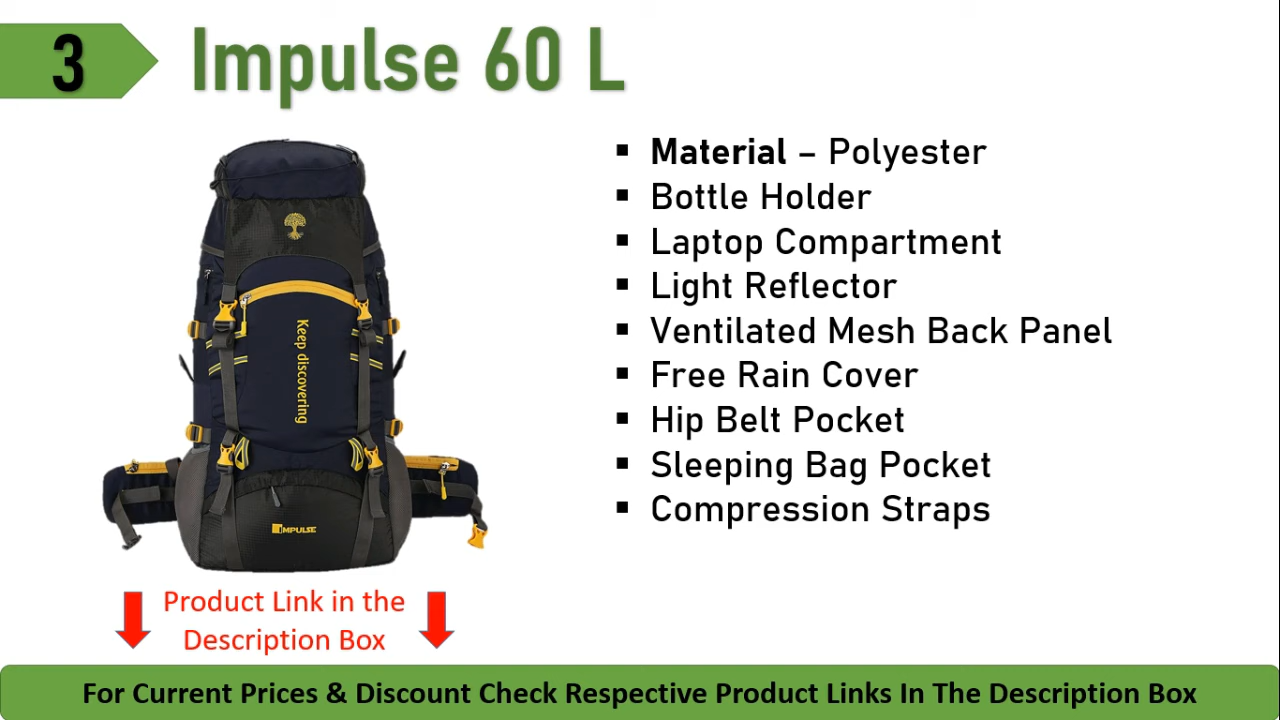 3
Impulse 60 L
Keep discovering
IMPULSE
▪ Material – Polyester
▪ Bottle Holder
▪ Laptop Compartment
▪ Light Reflector
▪ Ventilated Mesh Back Panel
▪ Free Rain Cover
▪ Hip Belt Pocket
▪ Sleeping Bag Pocket
▪ Compression Straps
Product Link in the
Description Box
For Current Prices & Discount Check Respective Product Links In The Description Box